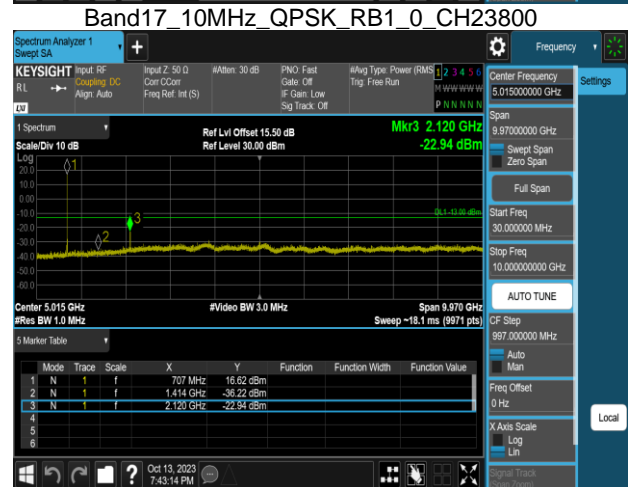 Band17_10MHz_QPSK_RB1_0_CH23800
Spectrum Analyzer 1
Swept SA
+
Frequency
KEYSIGHT
RL
LXI
Input: RF
Coupling: DC
Align: Auto
Input Z: 50 Ω
Corr CCorr
Freq Ref: Int (S)
#Atten: 30 dB
PNO: Fast
Gate: Off
IF Gain: Low
Sig Track: Off
#Avg Type: Power (RMS
Trig: Free Run
1 2 3 4 5 6
M W W W W W
P N N N N N
Center Frequency
5.015000000 GHz
Settings
Span
9.97000000 GHz
Swept Span
Zero Span
Full Span
Start Freq
30.000000 MHz
Stop Freq
10.000000000 GHz
AUTO TUNE
CF Step
997.000000 MHz
Auto
Man
Freq Offset
0 Hz
X Axis Scale
Log
Lin
Signal Track
(Span Zoom)
Local
1 Spectrum
Scale/Div 10 dB
Ref Lvl Offset 15.50 dB
Ref Level 30.00 dBm
Mkr3 2.120 GHz
-22.94 dBm
Log
20.0
10.0
0.00
-10.0
-20.0
-30.0
-40.0
-50.0
-60.0
1
2
3
DL1 -13.00 dBm
Center 5.015 GHz
#Res BW 1.0 MHz
#Video BW 3.0 MHz
Span 9.970 GHz
Sweep ~18.1 ms (9971 pts)
5 Marker Table
Mode Trace Scale X Y Function Function Width Function Value
1 N 1 f 707 MHz 16.62 dBm
2 N 1 f 1.414 GHz -36.22 dBm
3 N 1 f 2.120 GHz -22.94 dBm
4
5
6
?
Oct 13, 2023
7:43:14 PM